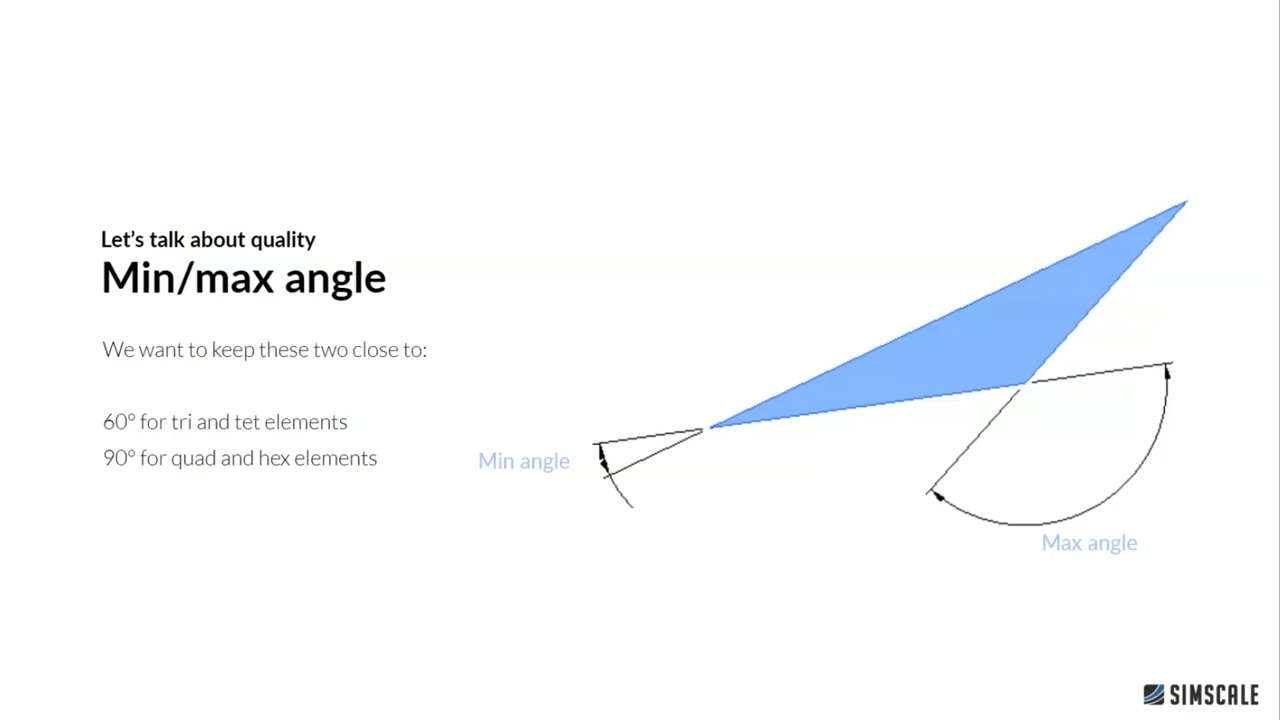 Let's talk about quality
Min/max angle
We want to keep these two close to:
60° for tri and tet elements
90° for quad and hex elements
Min angle
Max angle
SIMSCALE